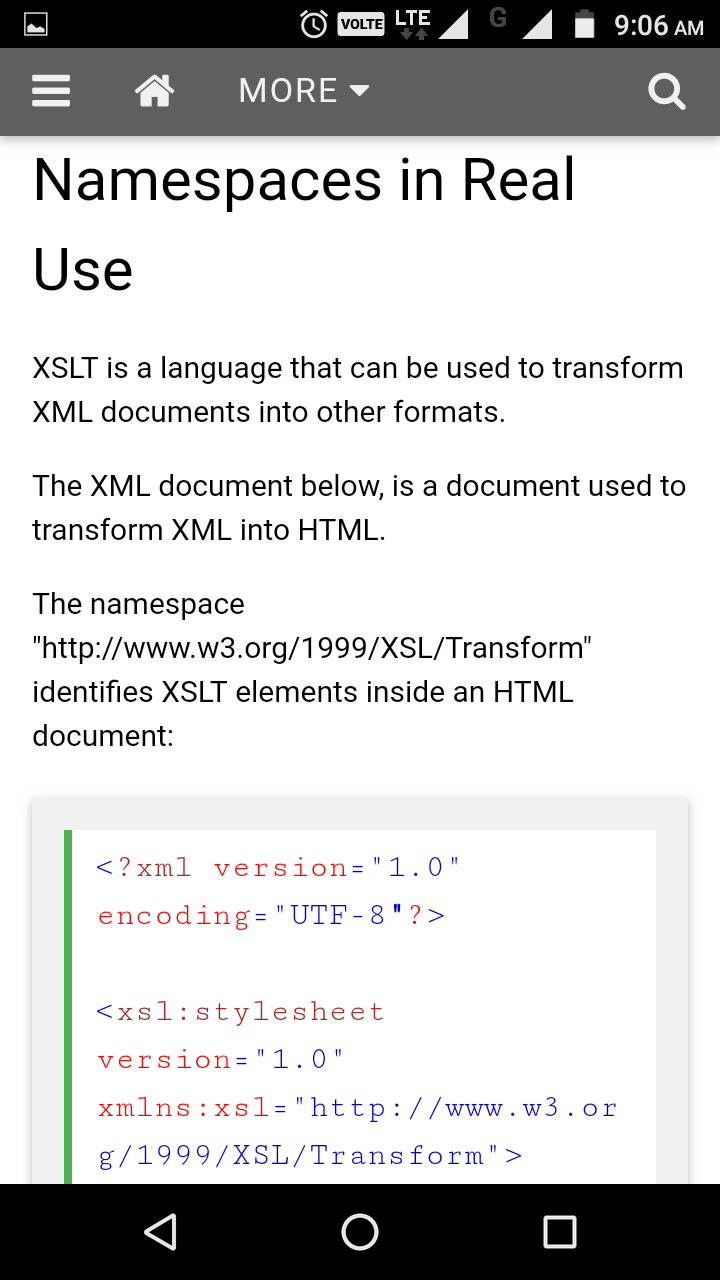 VOLTE LTE G 9:06 AM
MORE
Namespaces in Real
Use
XSLT is a language that can be used to transform
XML documents into other formats.
The XML document below, is a document used to
transform XML into HTML.
The namespace
"http://www.w3.org/1999/XSL/Transform"
identifies XSLT elements inside an HTML
document:
<?xml version="1.0"
encoding="UTF-8"?>
<xsl:stylesheet
version="1.0"
xmlns:xsl="http://www.w3.or
g/1999/XSL/Transform">